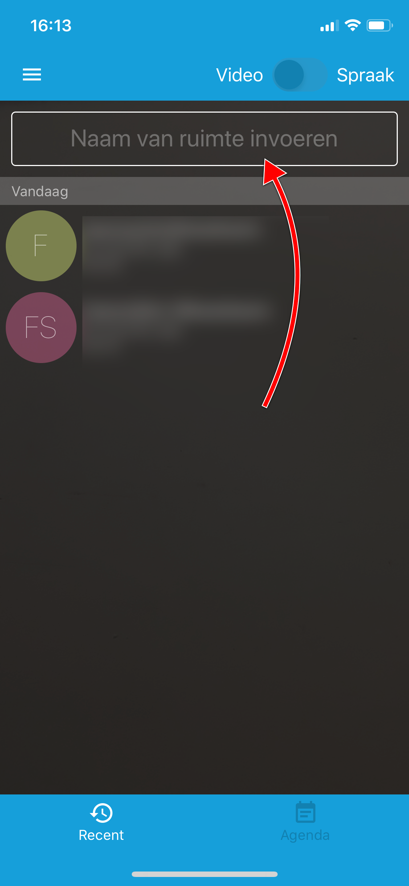 16:13
Video Spraak
Naam van ruimte invoeren
Vandaag
F
FS
Recent Agenda